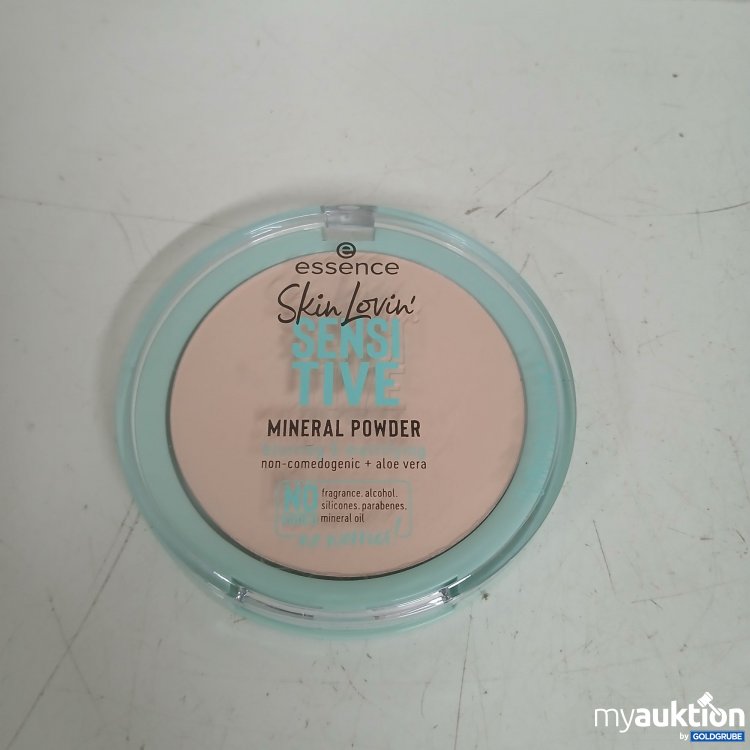 essence
Skin Lovin'
SENSI
TIVE
MINERAL POWDER
non-comedogenic + aloe vera
NO
fragrance. alcohol.
silicones. parabenes.
mineral oil
myauktion
by GOLDGRUBE